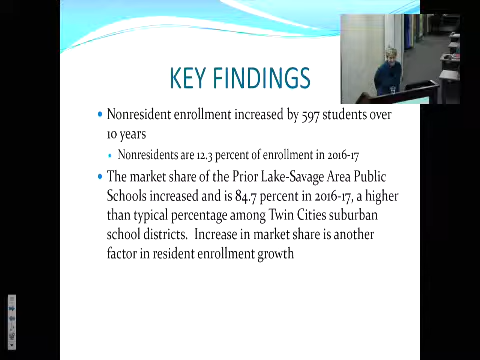 KEY FINDINGS
• Nonresident enrollment increased by 597 students over
10 years
• Nonresidents are 12.3 percent of enrollment in 2016-17
• The market share of the Prior Lake-Savage Area Public
Schools increased and is 84.7 percent in 2016-17, a higher
than typical percentage among Twin Cities suburban
school districts. Increase in market share is another
factor in resident enrollment growth